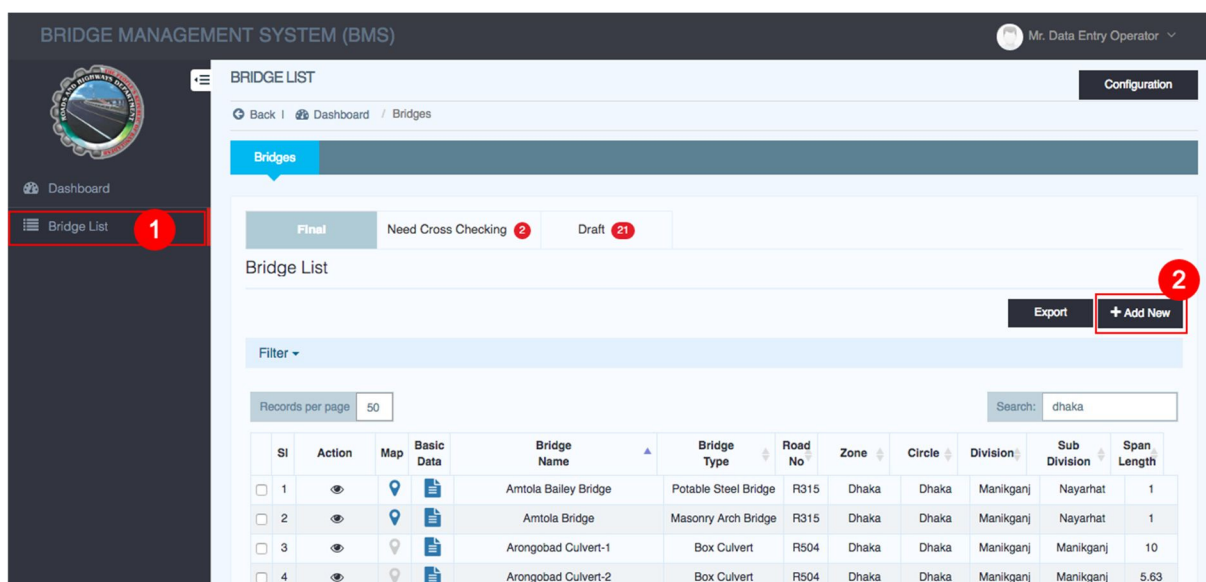 BRIDGE MANAGEMENT SYSTEM (BMS)
Mr. Data Entry Operator
ROADS AND HIGHWAYS DEPARTMENT
BRIDGE LIST
Configuration
Back | Dashboard / Bridges
Bridges
Dashboard
Bridge List 1
Final Need Cross Checking 2 Draft 21
Bridge List
2
Export + Add New
Filter
Records per page 50 Search: dhaka
Sl Action Map Basic Data Bridge Name Bridge Type Road No Zone Circle Division Sub Division Span Length
1 Amtola Bailey Bridge Potable Steel Bridge R315 Dhaka Dhaka Manikganj Nayarhat 1
2 Amtola Bridge Masonry Arch Bridge R315 Dhaka Dhaka Manikganj Nayarhat 1
3 Arongobad Culvert-1 Box Culvert R504 Dhaka Dhaka Manikganj Manikganj 10
4 Arongobad Culvert-2 Box Culvert R504 Dhaka Dhaka Manikganj Manikganj 5.63